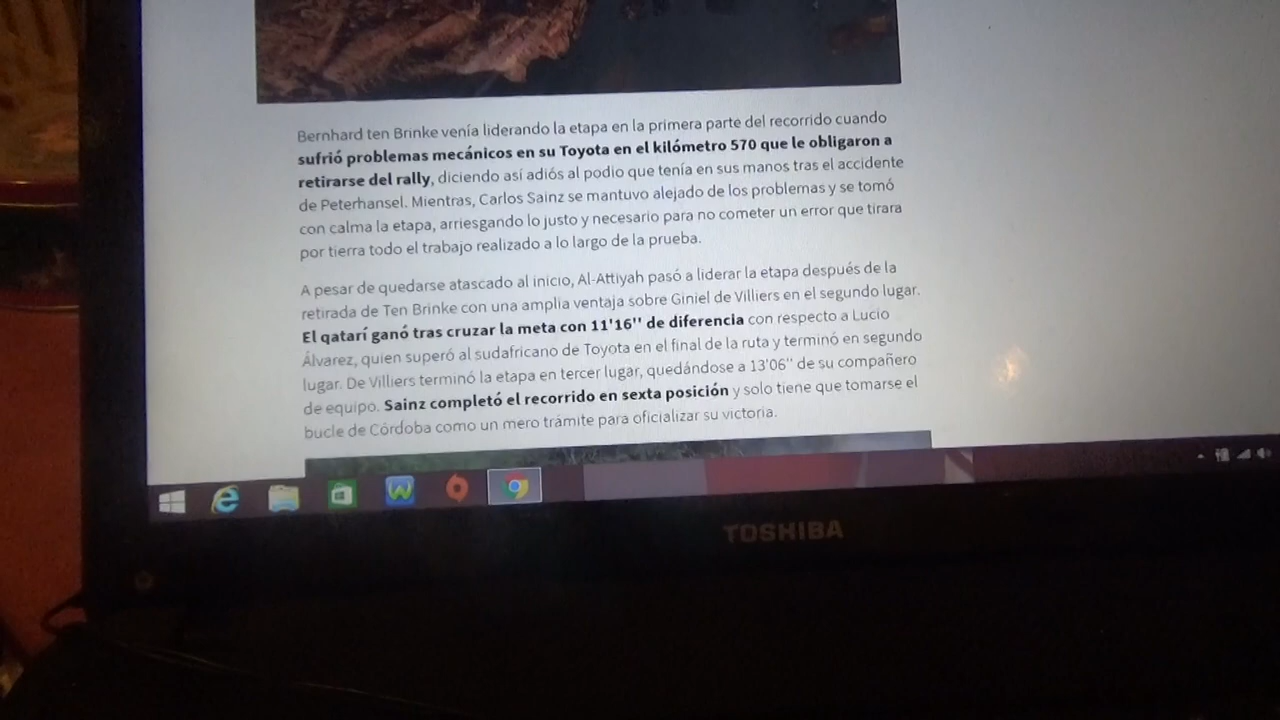 Bernhard ten Brinke venía liderando la etapa en la primera parte del recorrido cuando
sufrió problemas mecánicos en su Toyota en el kilómetro 570 que le obligaron a
retirarse del rally, diciendo así adiós al podio que tenía en sus manos tras el accidente
de Peterhansel. Mientras, Carlos Sainz se mantuvo alejado de los problemas y se tomó
con calma la etapa, arriesgando lo justo y necesario para no cometer un error que tirara
por tierra todo el trabajo realizado a lo largo de la prueba.
A pesar de quedarse atascado al inicio, Al-Attiyah pasó a liderar la etapa después de la
retirada de Ten Brinke con una amplia ventaja sobre Giniel de Villiers en el segundo lugar.
El qatarí ganó tras cruzar la meta con 11'16'' de diferencia con respecto a Lucio
Álvarez, quien superó al sudafricano de Toyota en el final de la ruta y terminó en segundo
lugar. De Villiers terminó la etapa en tercer lugar, quedándose a 13'06'' de su compañero
de equipo. Sainz completó el recorrido en sexta posición y solo tiene que tomarse el
bucle de Córdoba como un mero trámite para oficializar su victoria.
TOSHIBA